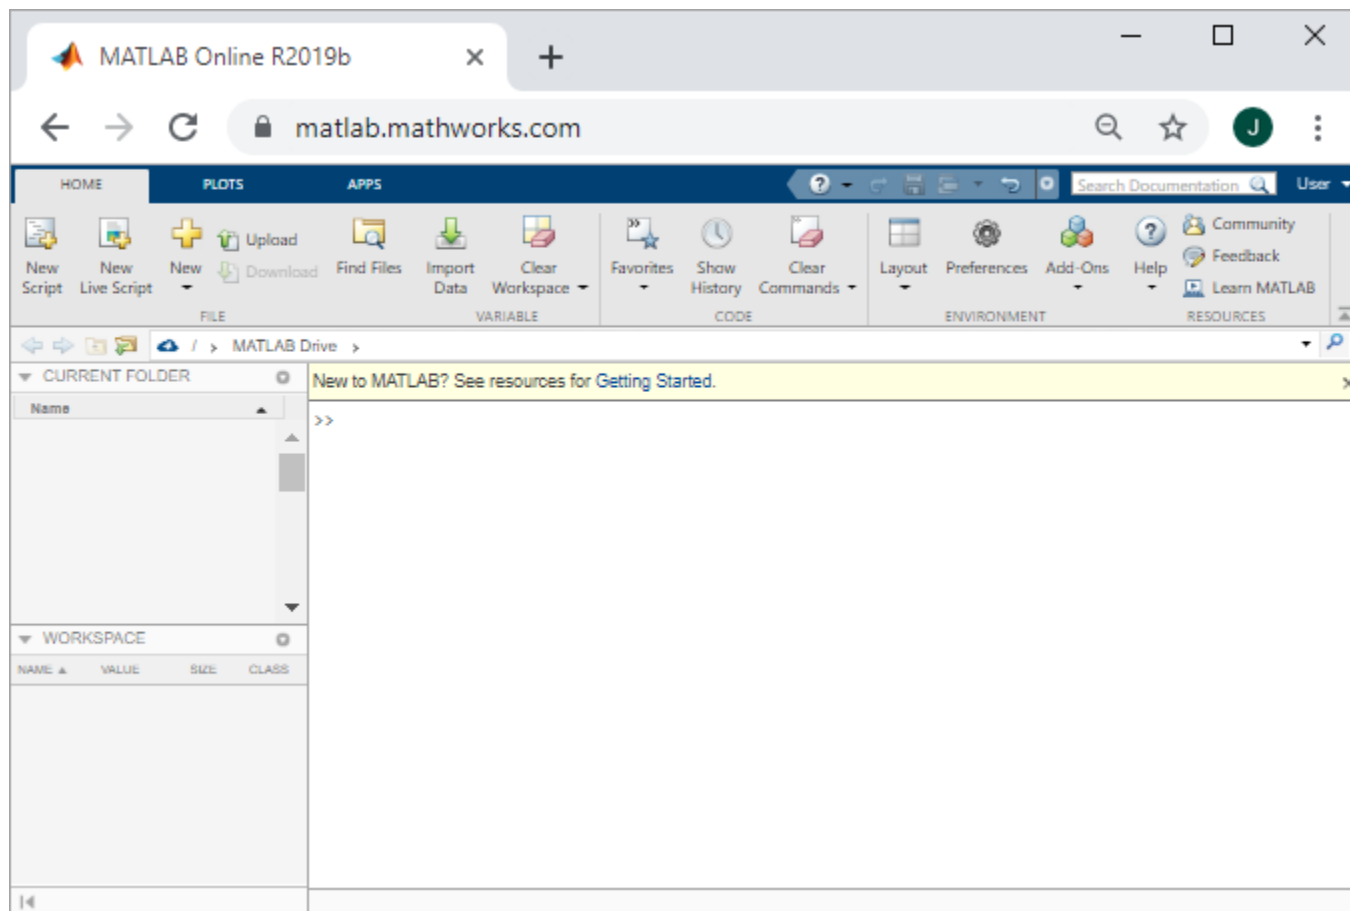 MATLAB Online R2019b
matlab.mathworks.com
J
HOME PLOTS APPS
Search Documentation
User
New Script
New Live Script
New
Upload
Download
Find Files
Import Data
Clear Workspace
Favorites
Show History
Clear Commands
Layout
Preferences
Add-Ons
Help
Community
Feedback
Learn MATLAB
FILE VARIABLE CODE ENVIRONMENT RESOURCES
/ > MATLAB Drive >
CURRENT FOLDER
Name
New to MATLAB? See resources for Getting Started.
>>
WORKSPACE
NAME VALUE SIZE CLASS